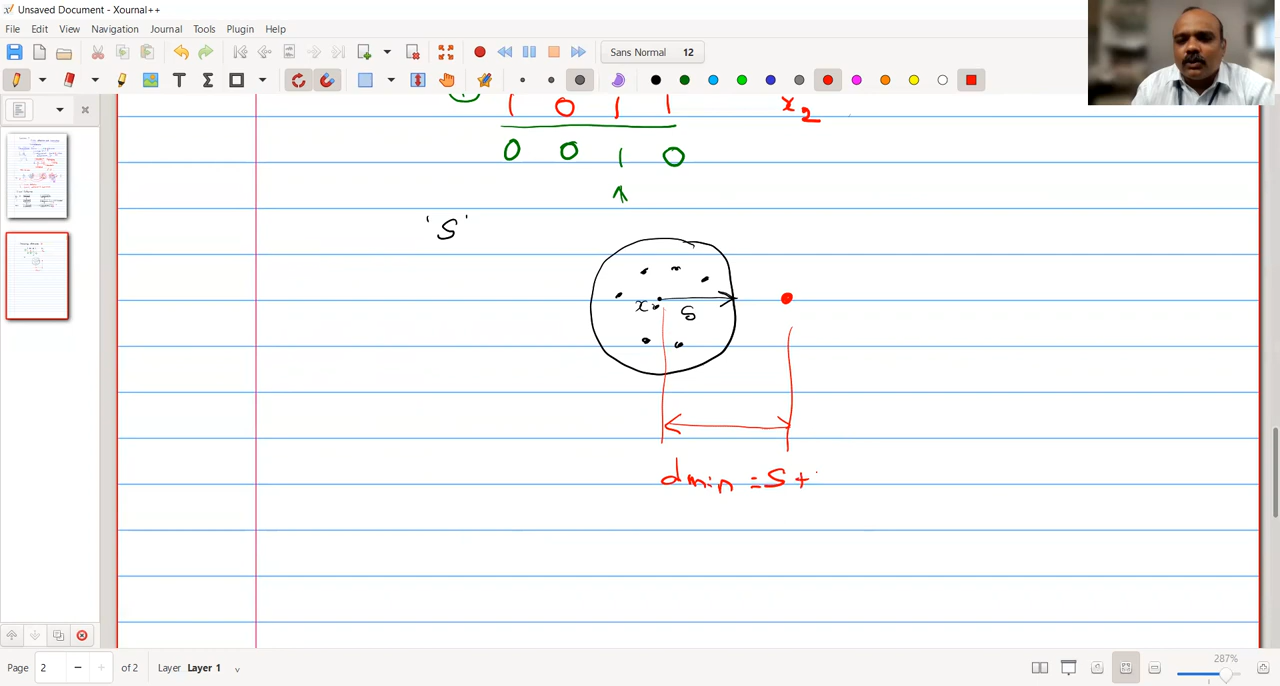 Unsaved Document - Xournal++
File Edit View Navigation Journal Tools Plugin Help
Sans Normal 12
1 0 1 1 x2
0 0 1 0
'S'
x S
dmin = S +
Page 2 of 2 Layer Layer 1 287%